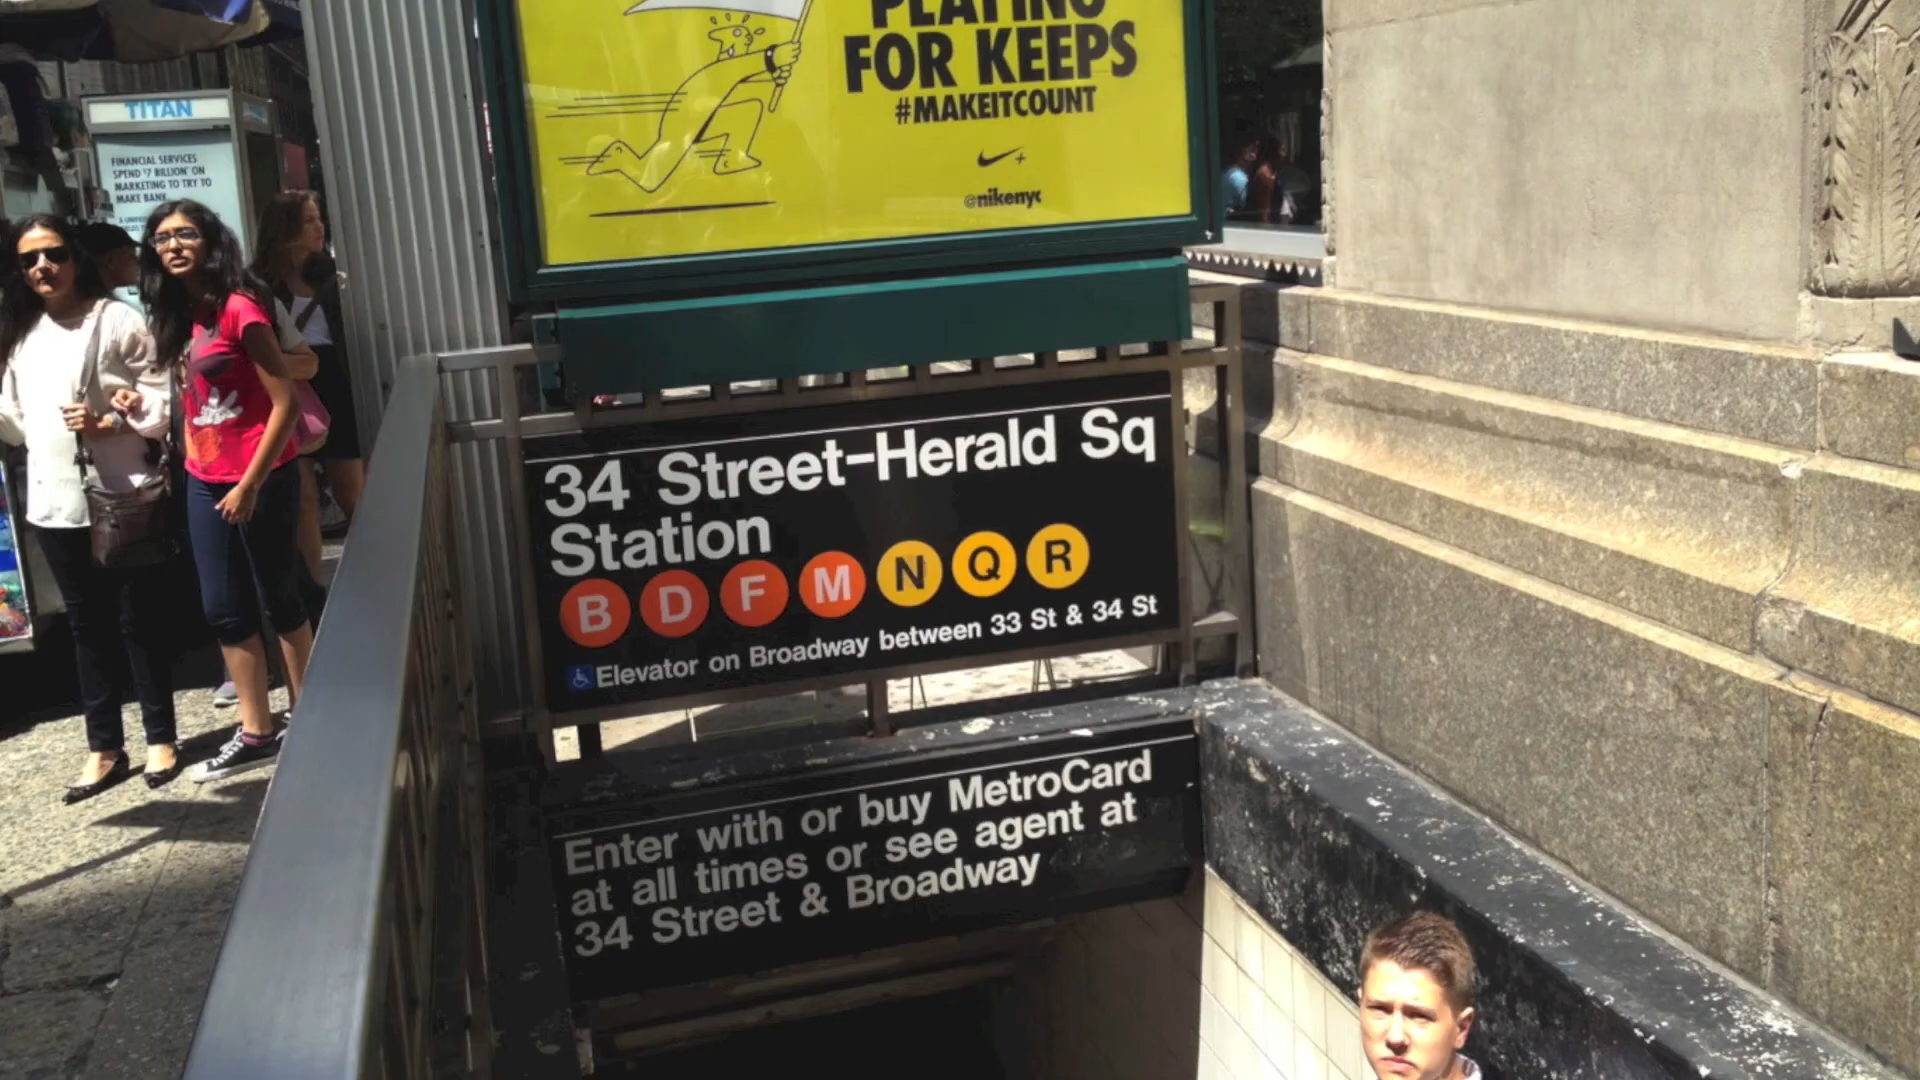 TITAN
FINANCIAL SERVICES
SPEND $7 BILLION* ON
MARKETING TO TRY TO
MAKE BANK.
PLAYING
FOR KEEPS
#MAKEITCOUNT
@nikenyc
34 Street-Herald Sq
Station
B D F M N Q R
Elevator on Broadway between 33 St & 34 St
Enter with or buy MetroCard
at all times or see agent at
34 Street & Broadway